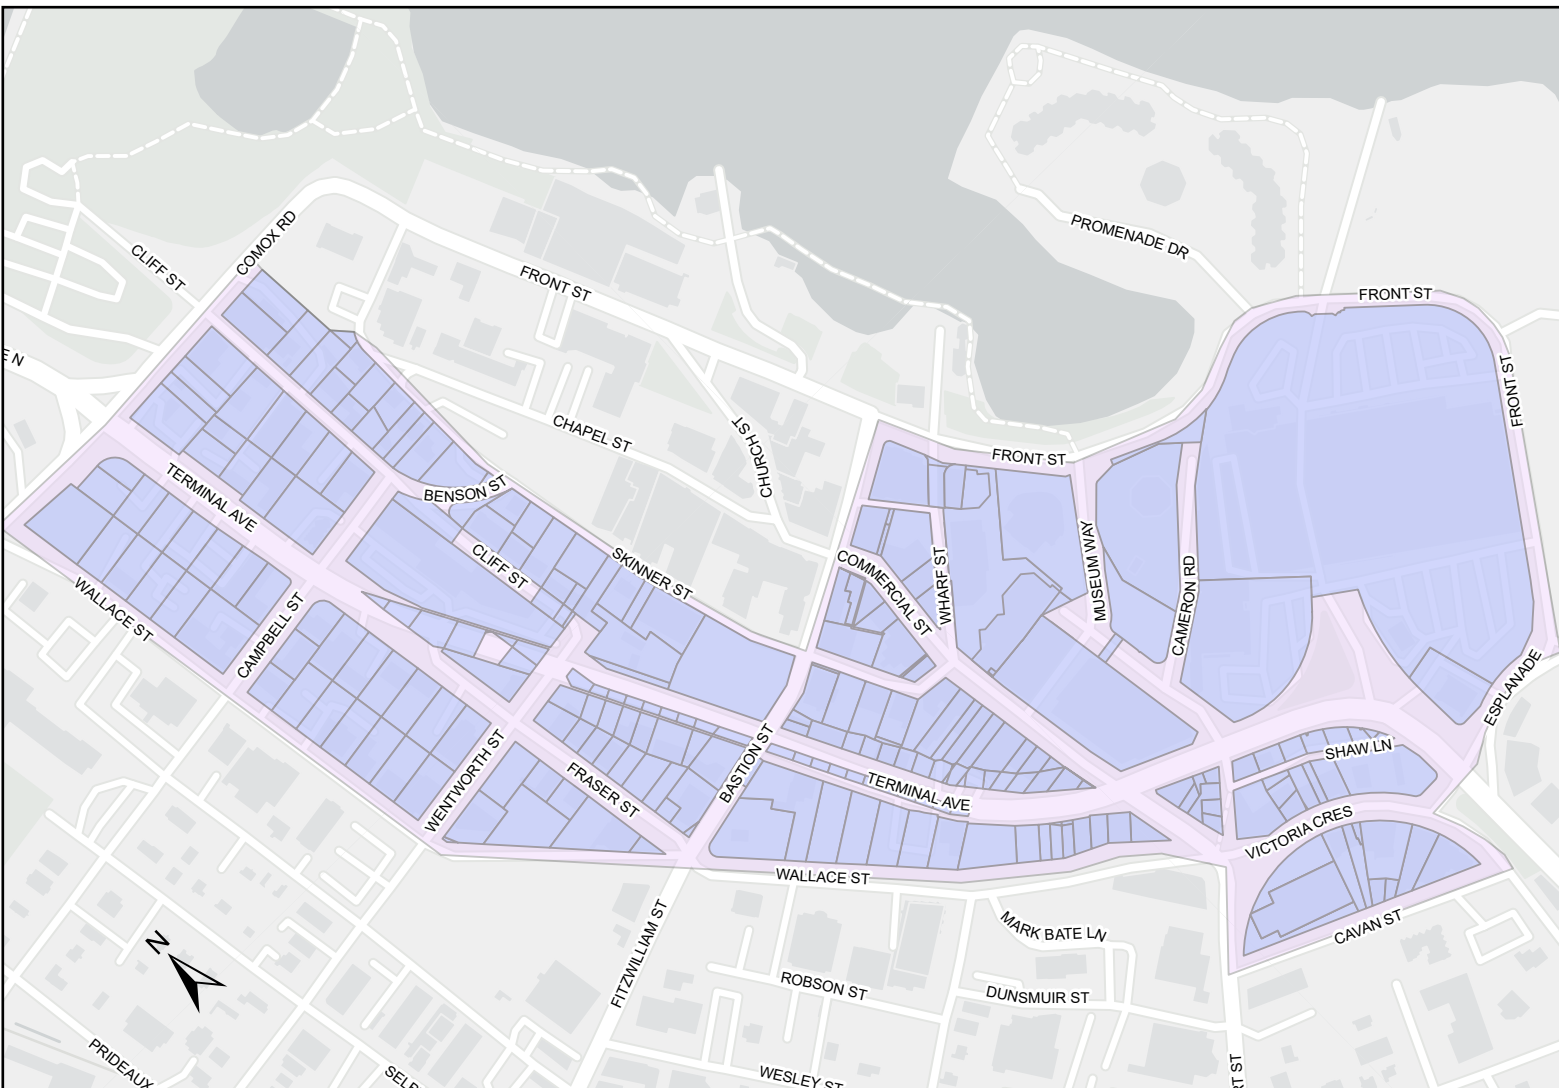 COMOX RD
CLIFF ST
PROMENADE DR
FRONT ST
FRONT ST
E N
FRONT ST
CHURCH ST
CHAPEL ST
FRONT ST
TERMINAL AVE
BENSON ST
CLIFF ST
SKINNER ST
COMMERCIAL ST
WHARF ST
MUSEUM WAY
CAMERON RD
WALLACE ST
CAMPBELL ST
ESPLANADE
SHAW LN
WENTWORTH ST
FRASER ST
BASTION ST
TERMINAL AVE
VICTORIA CRES
WALLACE ST
MARK BATE LN
CAVAN ST
N
FITZWILLIAM ST
ROBSON ST
DUNSMUIR ST
PRIDEAUX
WESLEY ST
RT ST